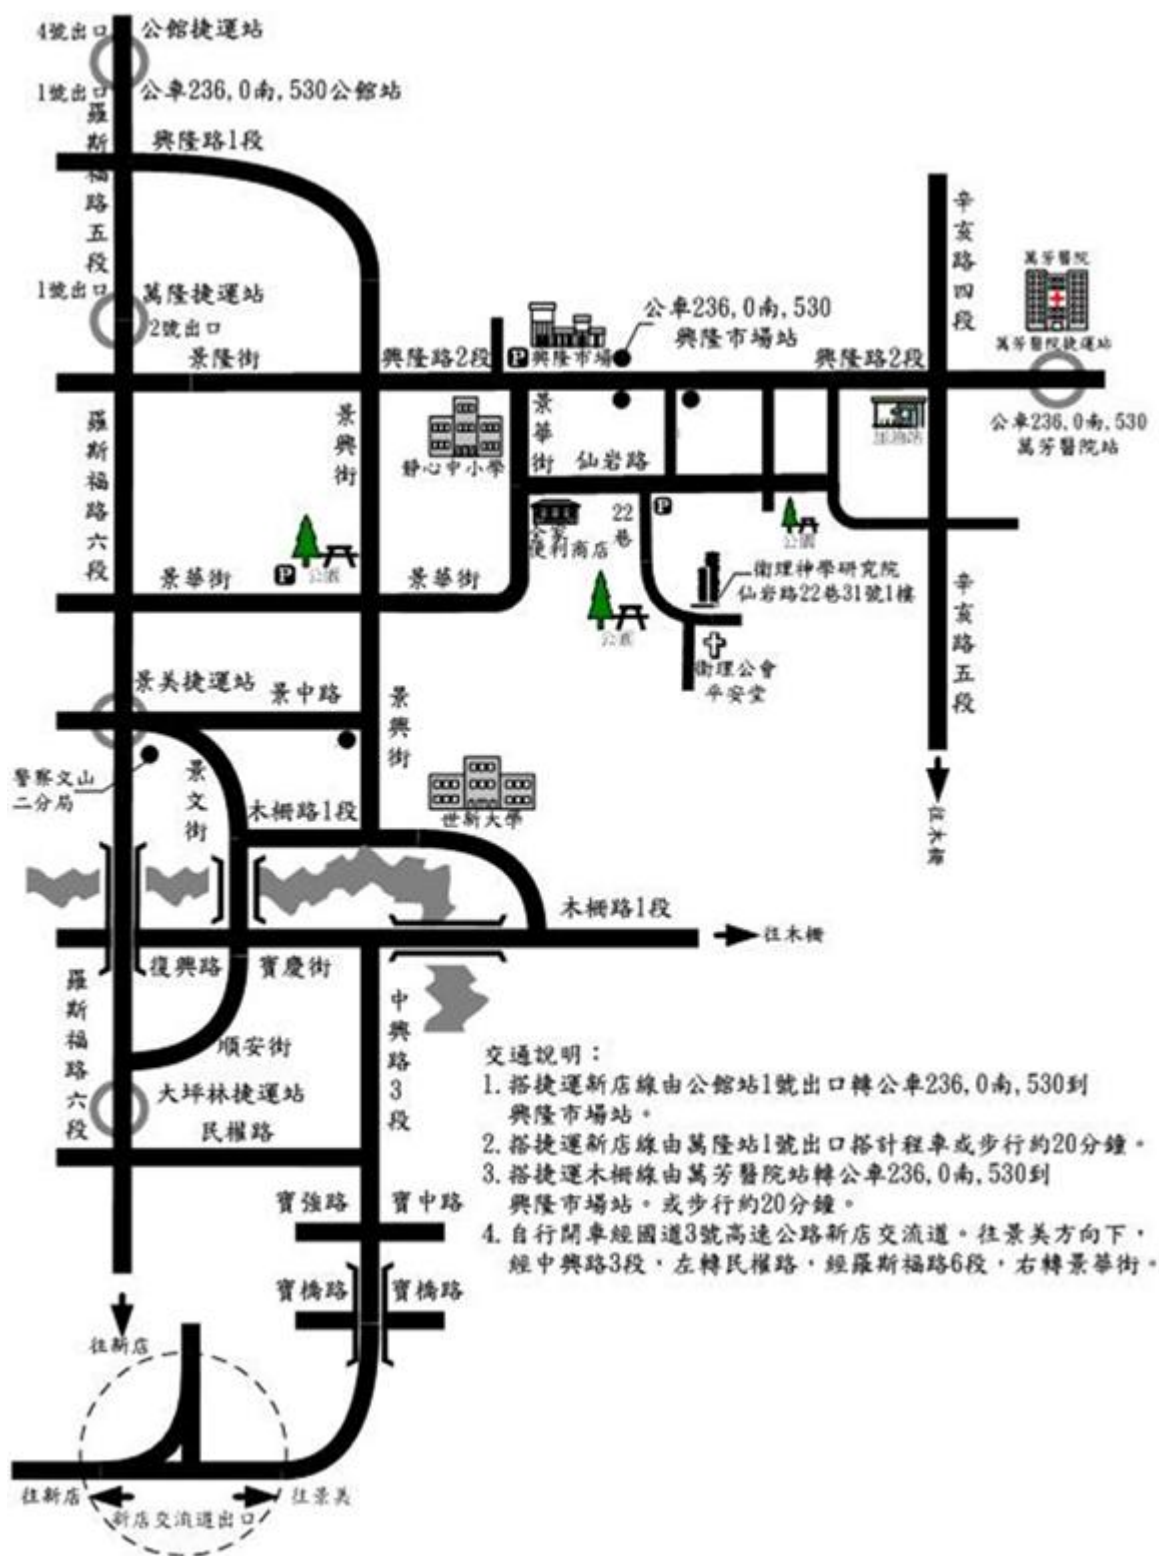 4號出口
公館捷運站
1號出口
公車236,0南,530公館站
羅斯福路五段
興隆路1段
1號出口
萬隆捷運站
2號出口
景隆街
興隆路2段
P
興隆市場
公車236,0南,530
興隆市場站
興隆路2段
辛亥路四段
萬芳醫院
萬芳醫院捷運站
公車236,0南,530
萬芳醫院站
加油站
羅斯福路六段
景興街
靜心中小學
景華街
仙岩路
全家
便利商店
22巷
P
公園
P
公園
景華街
景華街
公園
衛理神學研究院
仙岩路22巷31號1樓
衛理公會
平安堂
辛亥路五段
往木柵
景美捷運站
景中路
景興街
警察文山
二分局
景文街
木柵路1段
世新大學
木柵路1段
往木柵
復興路
寶慶街
羅斯福路六段
順安街
中興路3段
大坪林捷運站
民權路
寶強路
寶中路
寶橋路
寶橋路
往新店
往新店
往景美
新店交流道出口
交通說明：
1.搭捷運新店線由公館站1號出口轉公車236,0南,530到
興隆市場站。
2.搭捷運新店線由萬隆站1號出口搭計程車或步行約20分鐘。
3.搭捷運木柵線由萬芳醫院站轉公車236,0南,530到
興隆市場站。或步行約20分鐘。
4.自行開車經國道3號高速公路新店交流道。往景美方向下，
經中興路3段，左轉民權路，經羅斯福路6段，右轉景華街。